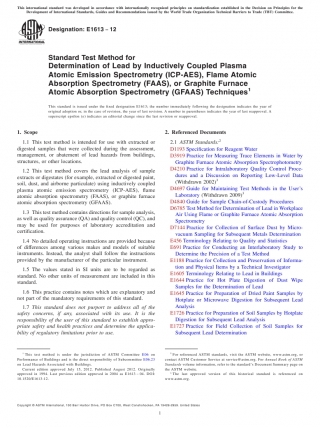 This international standard was developed in accordance with internationally recognized principles on standardization established in the Decision on Principles for the
Development of International Standards, Guides and Recommendations issued by the World Trade Organization Technical Barriers to Trade (TBT) Committee.
Designation: E1613 - 12
Standard Test Method for
Determination of Lead by Inductively Coupled Plasma
Atomic Emission Spectrometry (ICP-AES), Flame Atomic
Absorption Spectrometry (FAAS), or Graphite Furnace
Atomic Absorption Spectrometry (GFAAS) Techniques1
This standard is issued under the fixed designation E1613; the number immediately following the designation indicates the year of
original adoption or, in the case of revision, the year of last revision. A number in parentheses indicates the year of last reapproval. A
superscript epsilon (ε) indicates an editorial change since the last revision or reapproval.
1. Scope
1.1 This test method is intended for use with extracted or
digested samples that were collected during the assessment,
management, or abatement of lead hazards from buildings,
structures, or other locations.
1.2 This test method covers the lead analysis of sample
extracts or digestates (for example, extracted or digested paint,
soil, dust, and airborne particulate) using inductively coupled
plasma atomic emission spectrometry (ICP-AES), flame
atomic absorption spectrometry (FAAS), or graphite furnace
atomic absorption spectrometry (GFAAS).
1.3 This test method contains directions for sample analysis,
as well as quality assurance (QA) and quality control (QC), and
may be used for purposes of laboratory accreditation and
certification.
1.4 No detailed operating instructions are provided because
of differences among various makes and models of suitable
instruments. Instead, the analyst shall follow the instructions
provided by the manufacturer of the particular instrument.
1.5 The values stated in SI units are to be regarded as
standard. No other units of measurement are included in this
standard.
1.6 This practice contains notes which are explanatory and
not part of the mandatory requirements of this standard.
1.7 This standard does not purport to address all of the
safety concerns, if any, associated with its use. It is the
responsibility of the user of this standard to establish appro-
priate safety and health practices and determine the applica-
bility of regulatory limitations prior to use.
1 This test method is under the jurisdiction of ASTM Committee E06 on
Performance of Buildings and is the direct responsibility of Subcommittee E06.23
on Lead Hazards Associated with Buildings.
Current edition approved July 15, 2012. Published August 2012. Originally
approved in 1994. Last previous edition approved in 2004 as
2. Referenced Documents
2.1 ASTM Standards:2
D1193 Specification for Reagent Water
D3919 Practice for Measuring Trace Elements in Water by
Graphite Furnace Atomic Absorption Spectrophotometry
D4210 Practice for Intralaboratory Quality Control Proce-
dures and a Discussion on Reporting Low-Level Data
(Withdrawn 2002)3
D4697 Guide for Maintaining Test Methods in the User's
Laboratory (Withdrawn 2009)3
D4840 Guide for Sample Chain-of-Custody Procedures
D6785 Test Method for Determination of Lead in Workplace
Air Using Flame or Graphite Furnace Atomic Absorption
Spectrometry
D7144 Practice for Collection of Surface Dust by Micro-
vacuum Sampling for Subsequent Metals Determination
E456 Terminology Relating to Quality and Statistics
E691 Practice for Conducting an Interlaboratory Study to
Determine the Precision of a Test Method
E1188 Practice for Collection and Preservation of Informa-
tion and Physical Items by a Technical Investigator
E1605 Terminology Relating to Lead in Buildings
E1644 Practice for Hot Plate Digestion of Dust Wipe
Samples for the Determination of Lead
E1645 Practice for Preparation of Dried Paint Samples by
Hotplate or Microwave Digestion for Subsequent Lead
Analysis
E1726 Practice for Preparation of Soil Samples by Hotplate
Digestion for Subsequent Lead Analysis
E1727 Practice for Field Collection of Soil Samples for
Subsequent Lead Determination
2 For referenced ASTM standards, visit the ASTM website, www.astm.org, or
contact ASTM Customer Service at service@astm.org. For Annual Book of ASTM
Standards volume information, refer to the standard's Document Summary page on
the ASTM website.
3 The last approved version of this historical standard is referenced on
www.astm.org.
Copyright © ASTM International, 100 Barr Harbor Drive, PO Box C700, West Conshohocken, PA 19428-2959. United States
1